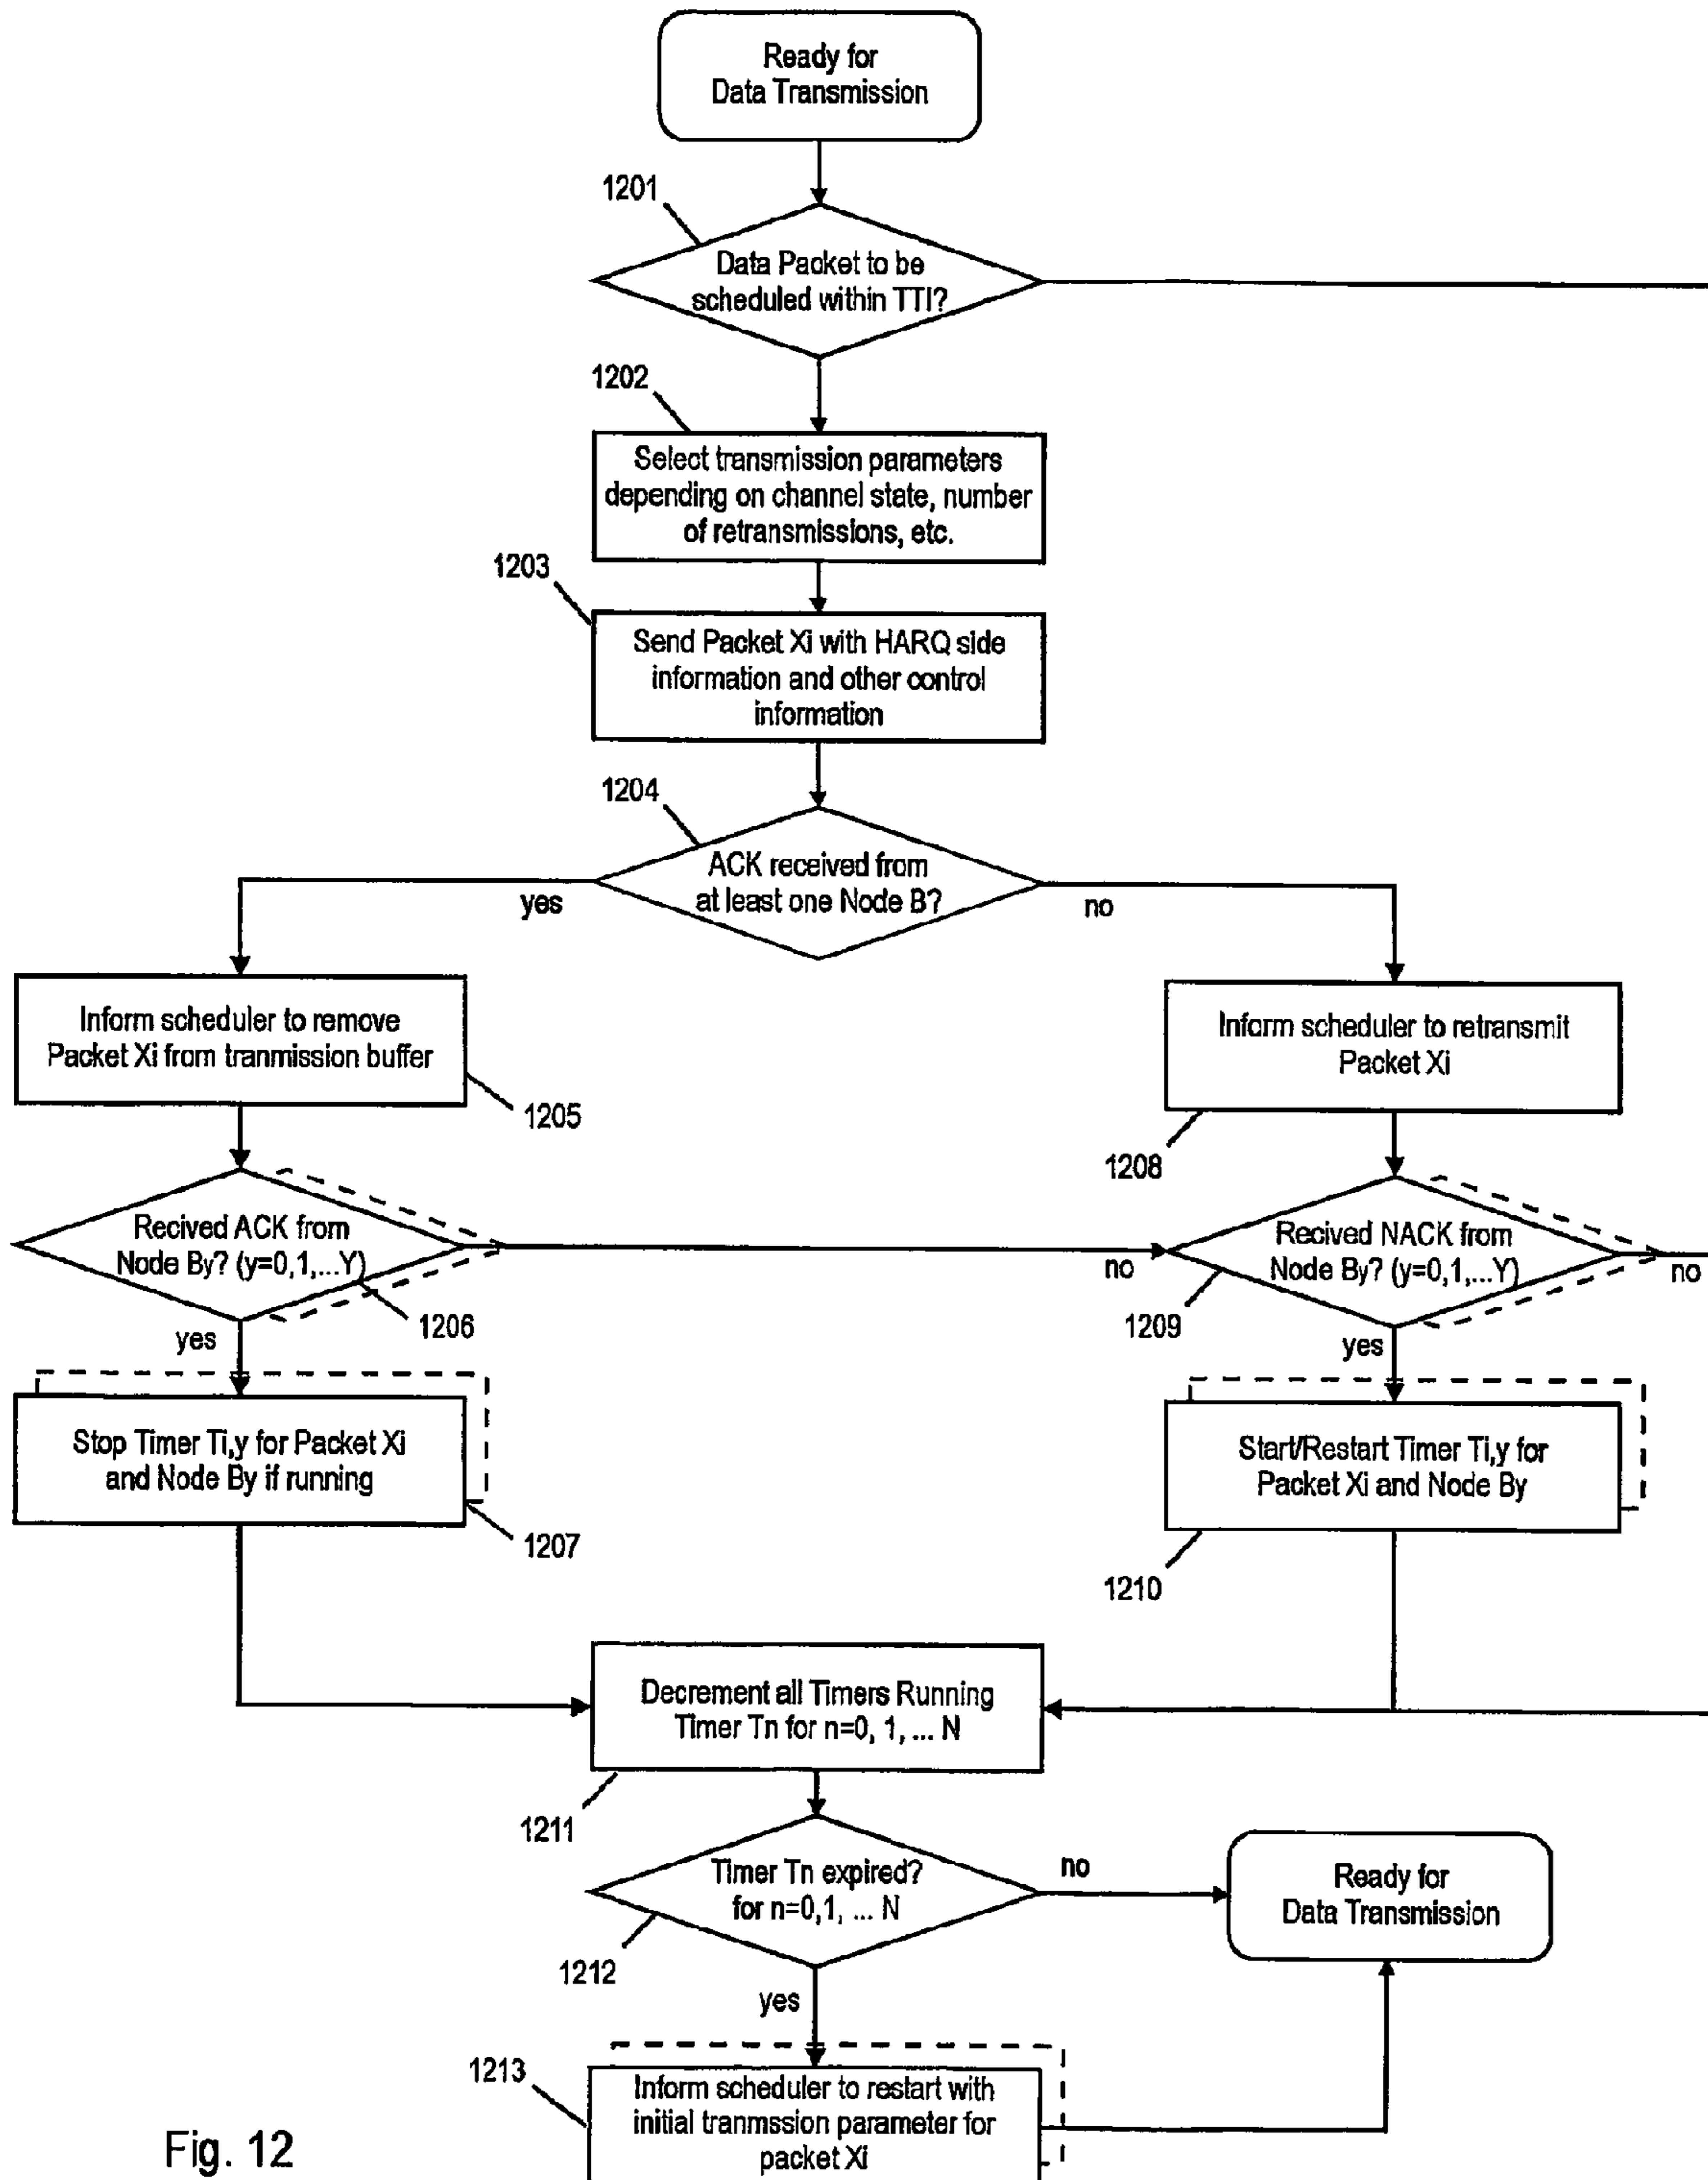 Ready for
Data Transmission
1201
Data Packet to be
scheduled within TTI?
1202
Select transmission parameters
depending on channel state, number
of retransmissions, etc.
1203
Send Packet Xi with HARQ side
information and other control
information
1204
ACK received from
at least one Node B?
yes
no
Inform scheduler to remove
Packet Xi from tranmission buffer
1205
Inform scheduler to retransmit
Packet Xi
1208
Recived ACK from
Node By? (y=0,1,...Y)
1206
no
yes
Recived NACK from
Node By? (y=0,1,...Y)
1209
no
yes
Stop Timer Ti,y for Packet Xi
and Node By if running
1207
Start/Restart Timer Ti,y for
Packet Xi and Node By
1210
Decrement all Timers Running
Timer Tn for n=0, 1, ... N
1211
Timer Tn expired?
for n=0,1, ... N
1212
no
yes
Ready for
Data Transmission
1213
Inform scheduler to restart with
initial tranmssion parameter for
packet Xi
Fig. 12